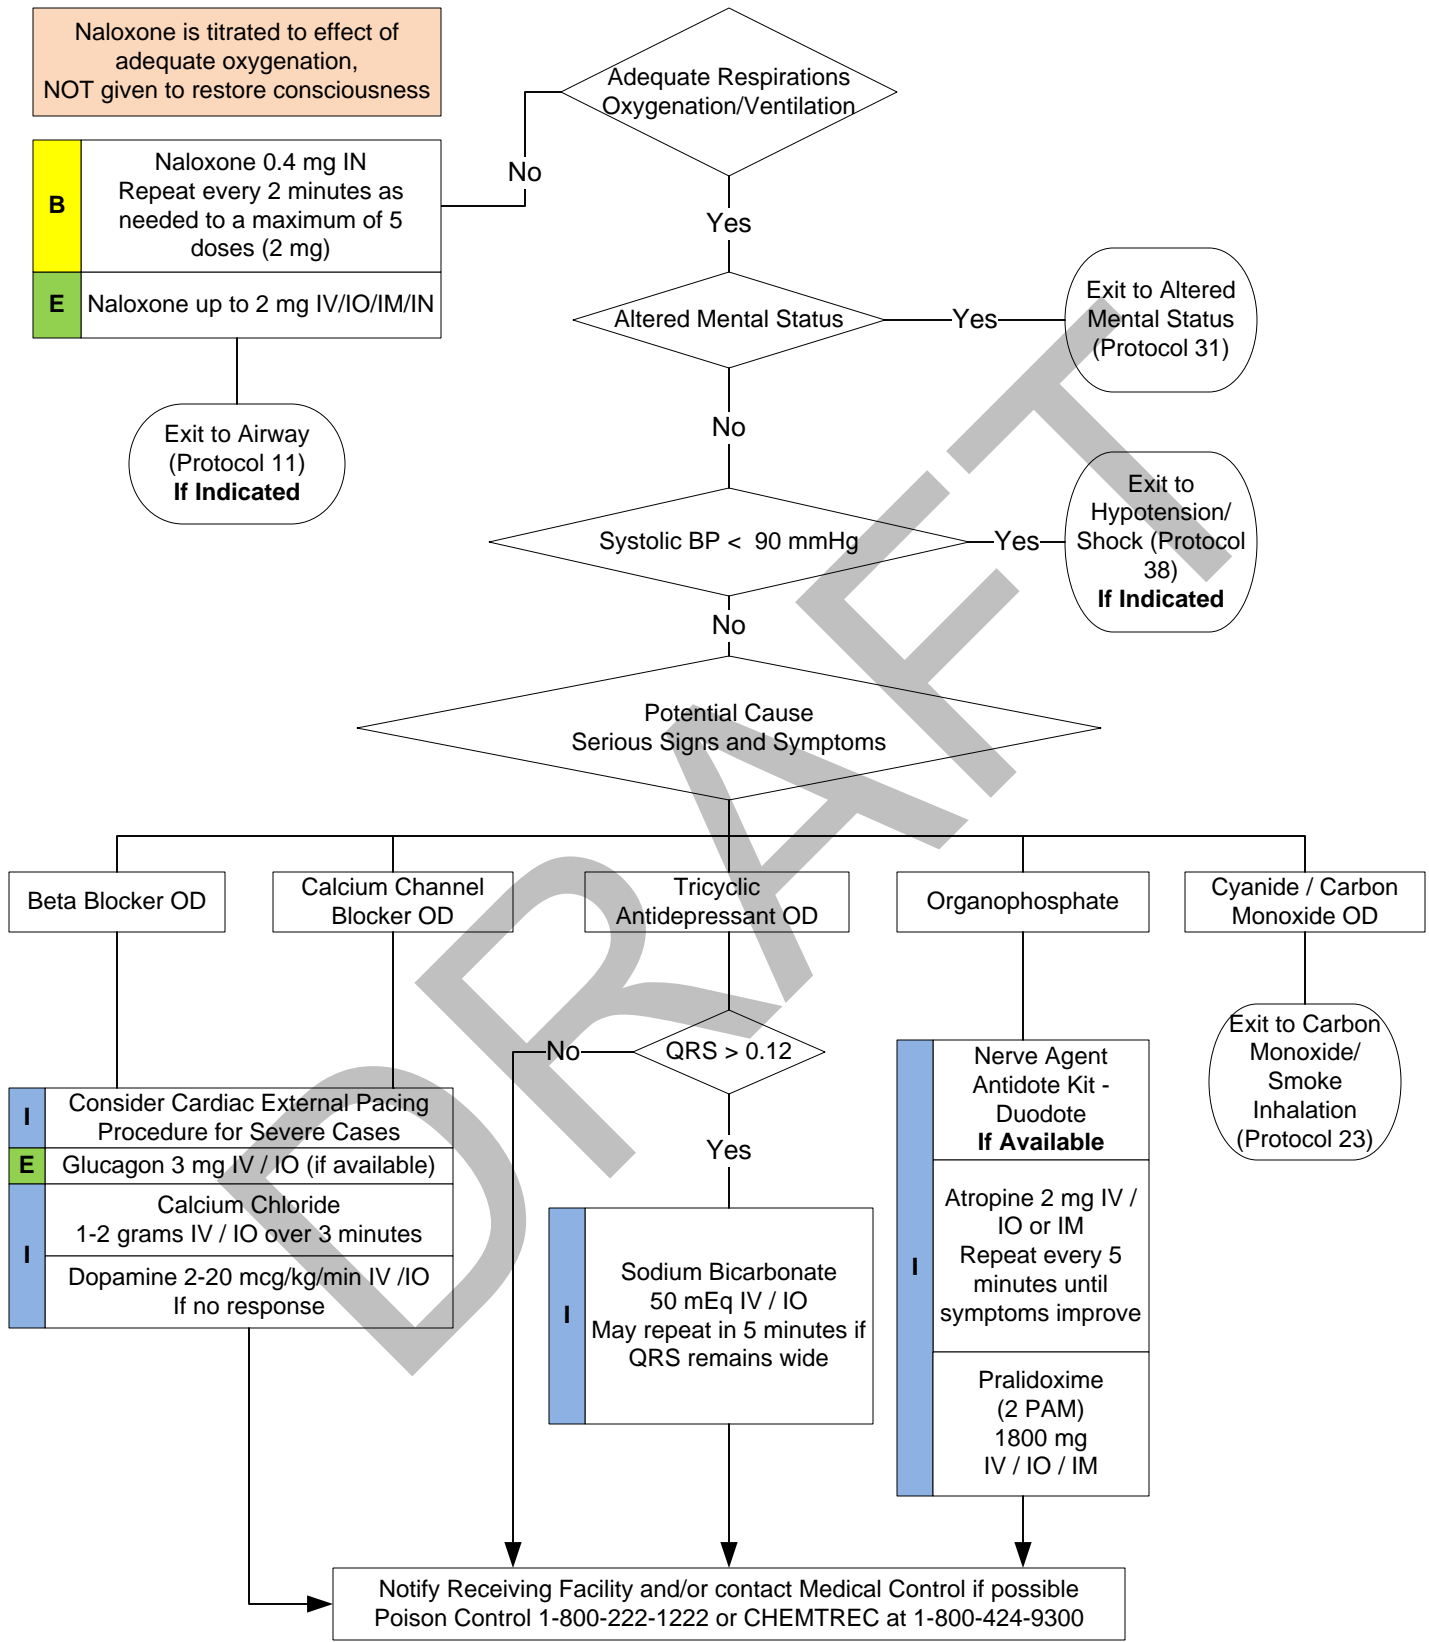 Naloxone is titrated to effect of
adequate oxygenation,
NOT given to restore consciousness
Adequate Respirations
Oxygenation/Ventilation
No
Yes
B
Naloxone 0.4 mg IN
Repeat every 2 minutes as
needed to a maximum of 5
doses (2 mg)
E
Naloxone up to 2 mg IV/IO/IM/IN
Exit to Airway
(Protocol 11)
If Indicated
Altered Mental Status
Yes
Exit to Altered
Mental Status
(Protocol 31)
No
Systolic BP < 90 mmHg
Yes
Exit to
Hypotension/
Shock (Protocol
38)
If Indicated
No
Potential Cause
Serious Signs and Symptoms
Beta Blocker OD
Calcium Channel
Blocker OD
Tricyclic
Antidepressant OD
Organophosphate
Cyanide / Carbon
Monoxide OD
I
Consider Cardiac External Pacing
Procedure for Severe Cases
E
Glucagon 3 mg IV / IO (if available)
I
Calcium Chloride
1-2 grams IV / IO over 3 minutes
Dopamine 2-20 mcg/kg/min IV /IO
If no response
QRS > 0.12
No
Yes
I
Sodium Bicarbonate
50 mEq IV / IO
May repeat in 5 minutes if
QRS remains wide
I
Nerve Agent
Antidote Kit -
Duodote
If Available
Atropine 2 mg IV /
IO or IM
Repeat every 5
minutes until
symptoms improve
Pralidoxime
(2 PAM)
1800 mg
IV / IO / IM
Exit to Carbon
Monoxide/
Smoke
Inhalation
(Protocol 23)
Notify Receiving Facility and/or contact Medical Control if possible
Poison Control 1-800-222-1222 or CHEMTREC at 1-800-424-9300
DRAFT